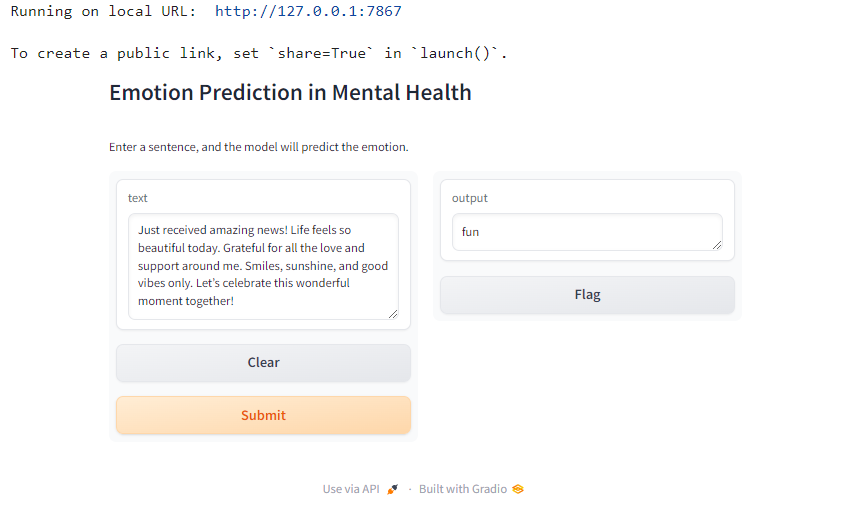 Running on local URL:  http://127.0.0.1:7867
To create a public link, set `share=True` in `launch()`.
Emotion Prediction in Mental Health
Enter a sentence, and the model will predict the emotion.
text
Just received amazing news! Life feels so
beautiful today. Grateful for all the love and
support around me. Smiles, sunshine, and good
vibes only. Let’s celebrate this wonderful
moment together!
output
fun
Flag
Clear
Submit
Use via API · Built with Gradio